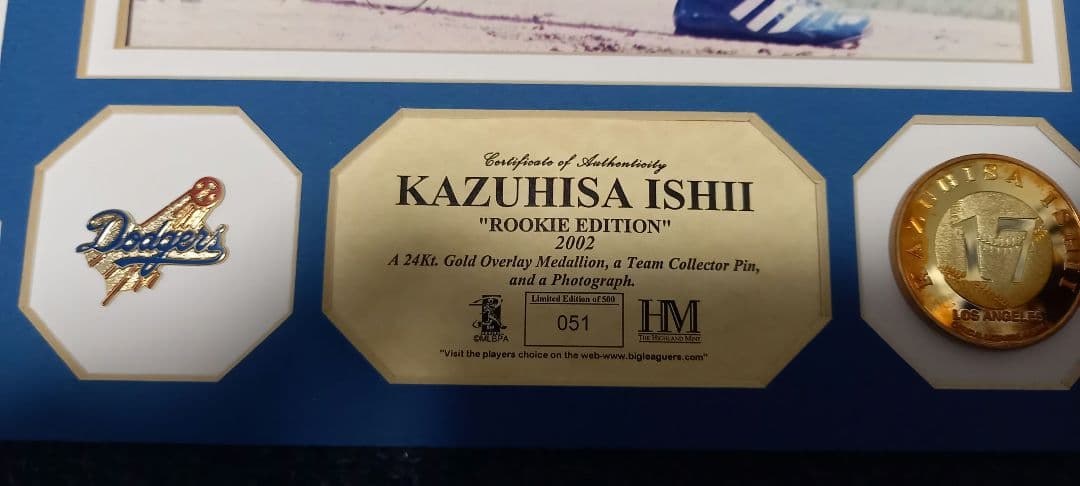 Dodgers
Certificate of Authenticity
KAZUHISA ISHII
"ROOKIE EDITION"
2002
A 24Kt. Gold Overlay Medallion, a Team Collector Pin,
and a Photograph.
Limited Edition of 500
051
©MLBPA
HM
THE HIGHLAND MINT
"Visit the players choice on the web-www.bigleaguers.com"
KAZUHISA ISHII
17
LOS ANGELES